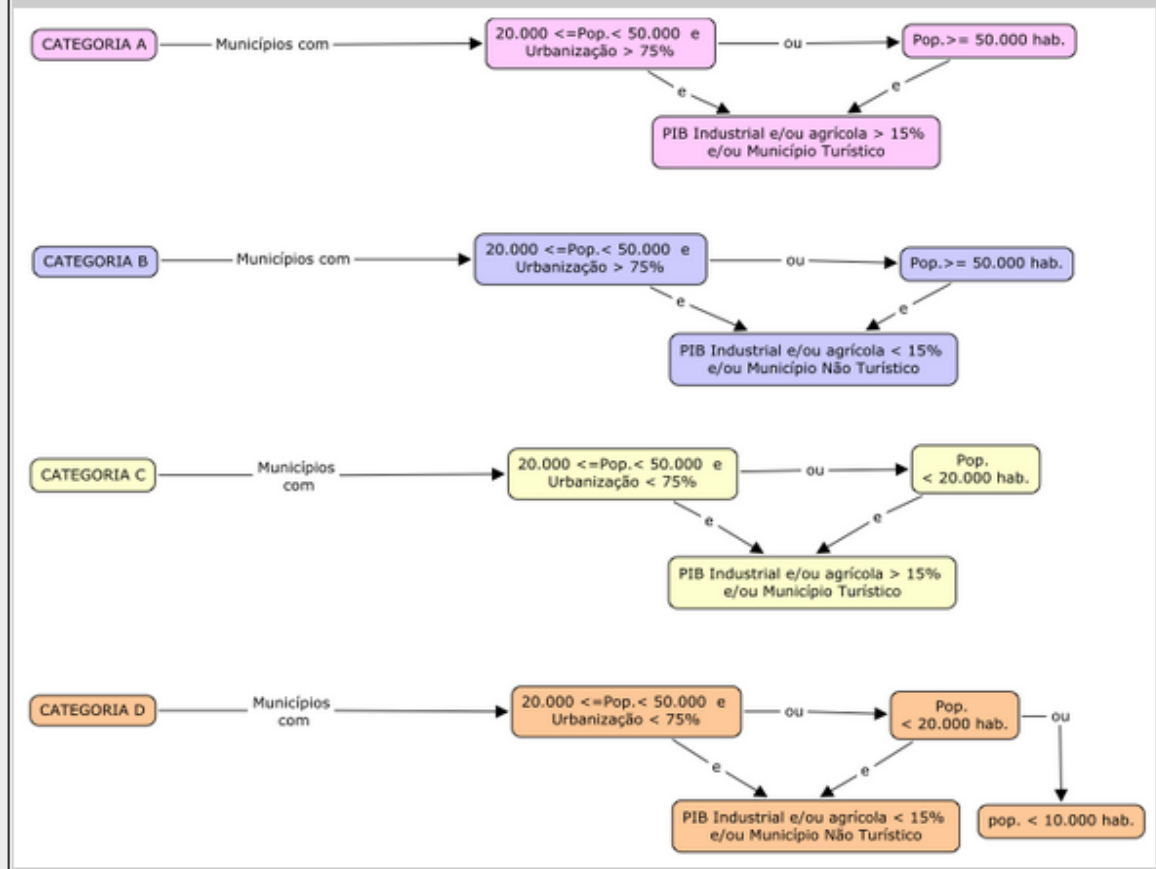 CATEGORIA A
Municípios com
20.000 <=Pop.< 50.000 e
Urbanização > 75%
ou
Pop.>= 50.000 hab.
e
e
PIB Industrial e/ou agrícola > 15%
e/ou Município Turístico
CATEGORIA B
Municípios com
20.000 <=Pop.< 50.000 e
Urbanização > 75%
ou
Pop.>= 50.000 hab.
e
e
PIB Industrial e/ou agrícola < 15%
e/ou Município Não Turístico
CATEGORIA C
Municípios
com
20.000 <=Pop.< 50.000 e
Urbanização < 75%
ou
Pop.
< 20.000 hab.
e
e
PIB Industrial e/ou agrícola > 15%
e/ou Município Turístico
CATEGORIA D
Municípios
com
20.000 <=Pop.< 50.000 e
Urbanização < 75%
ou
Pop.
< 20.000 hab.
ou
e
e
PIB Industrial e/ou agrícola < 15%
e/ou Município Não Turístico
pop. < 10.000 hab.